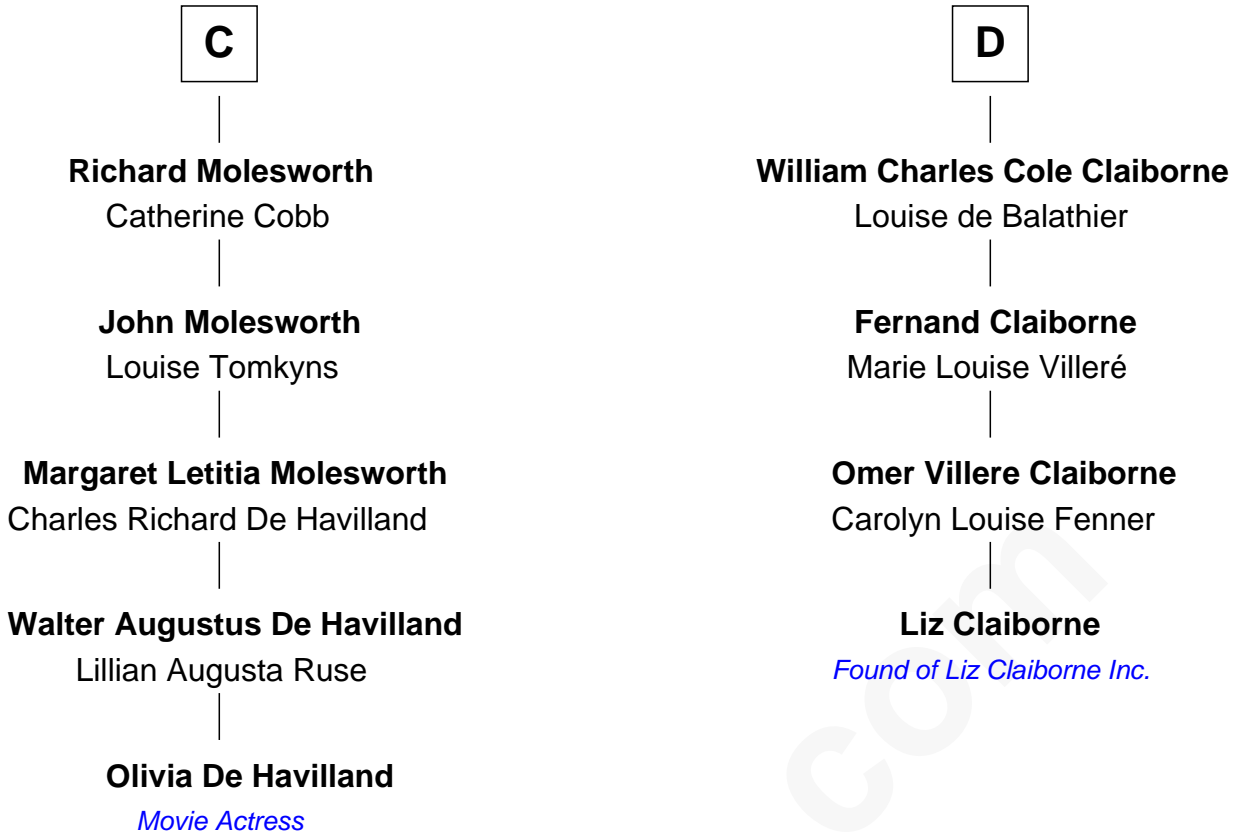 C
Richard Molesworth
Catherine Cobb
John Molesworth
Louise Tomkyns
Margaret Letitia Molesworth
Charles Richard De Havilland
Walter Augustus De Havilland
Lillian Augusta Ruse
Olivia De Havilland
Movie Actress
D
William Charles Cole Claiborne
Louise de Balathier
Fernand Claiborne
Marie Louise Villeré
Omer Villere Claiborne
Carolyn Louise Fenner
Liz Claiborne
Found of Liz Claiborne Inc.
com